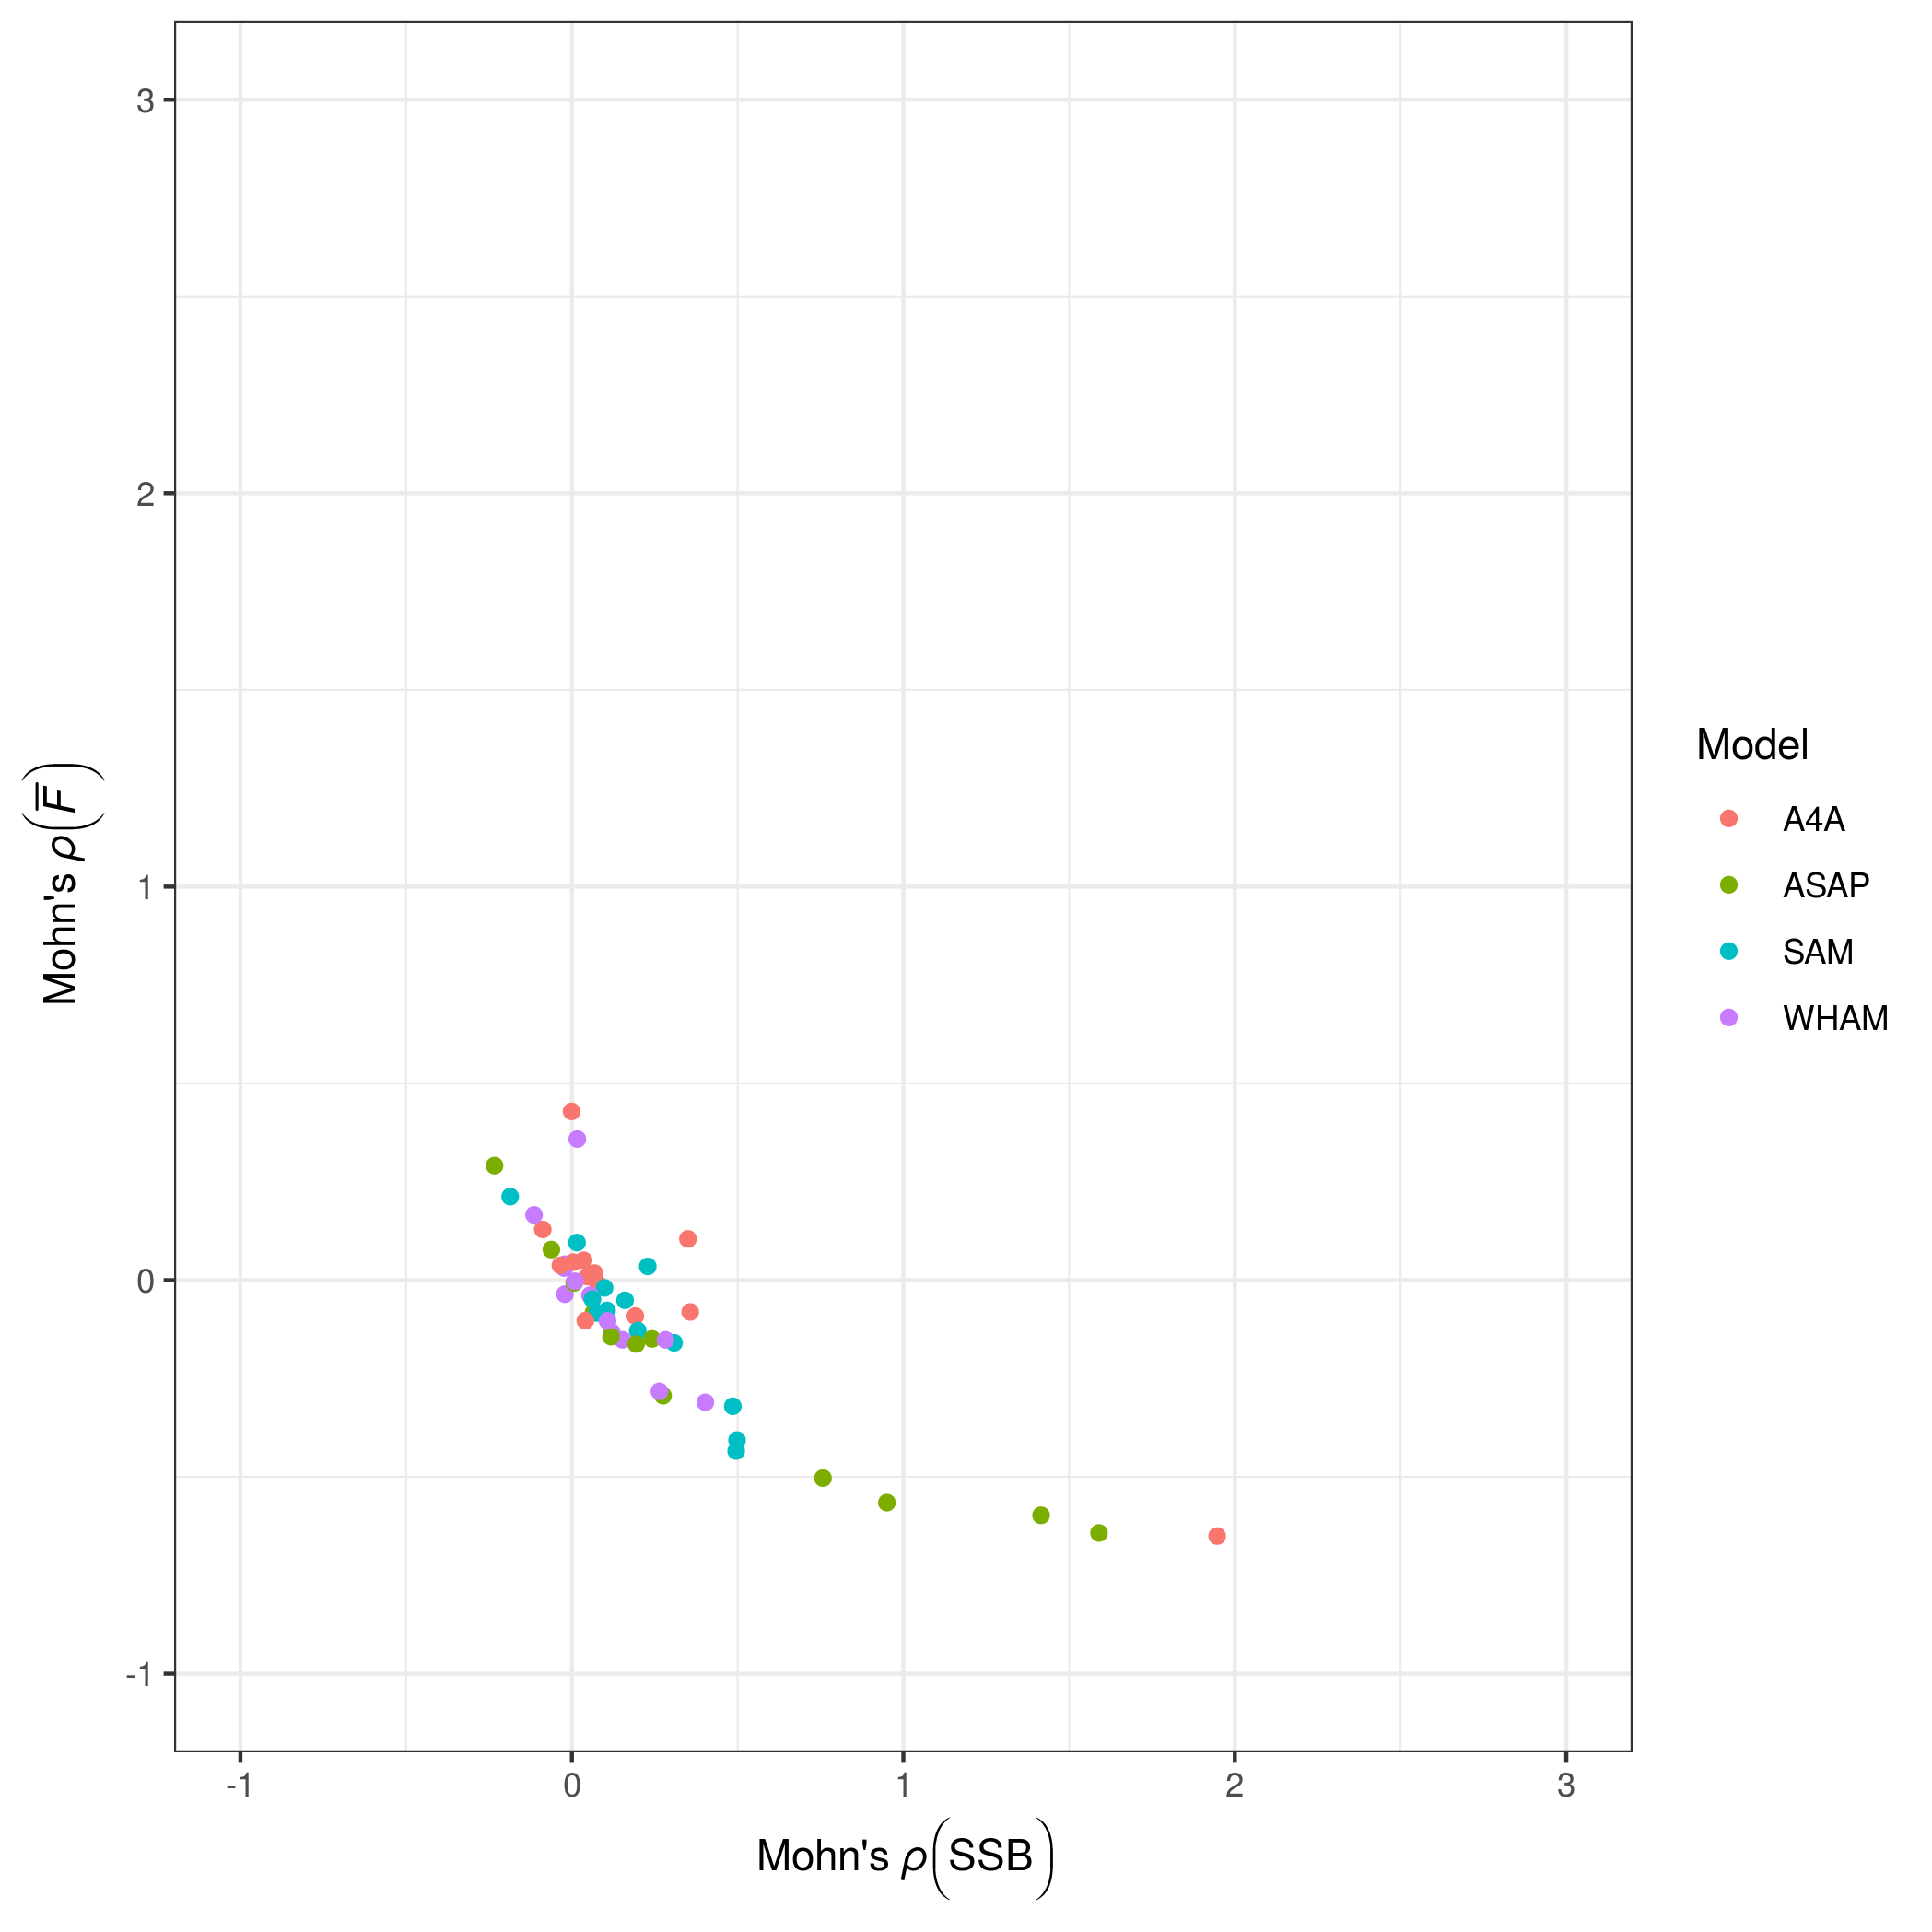 Mohn's ρ(F̅)
3
2
1
0
-1
-1
0
1
2
3
Mohn's ρ(SSB)
Model
A4A
ASAP
SAM
WHAM